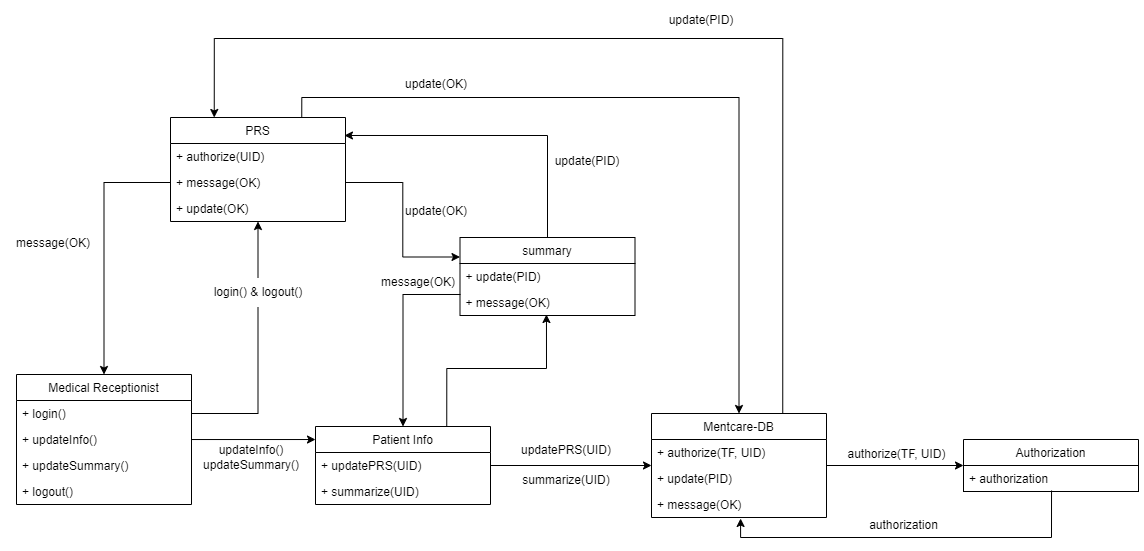 update(PID)
update(OK)
PRS
+ authorize(UID)
+ message(OK)
+ update(OK)
update(PID)
update(OK)
message(OK)
summary
+ update(PID)
+ message(OK)
message(OK)
login() & logout()
Medical Receptionist
+ login()
+ updateInfo()
+ updateSummary()
+ logout()
updateInfo()
updateSummary()
Patient Info
+ updatePRS(UID)
+ summarize(UID)
updatePRS(UID)
summarize(UID)
Mentcare-DB
+ authorize(TF, UID)
+ update(PID)
+ message(OK)
authorize(TF, UID)
Authorization
+ authorization
authorization